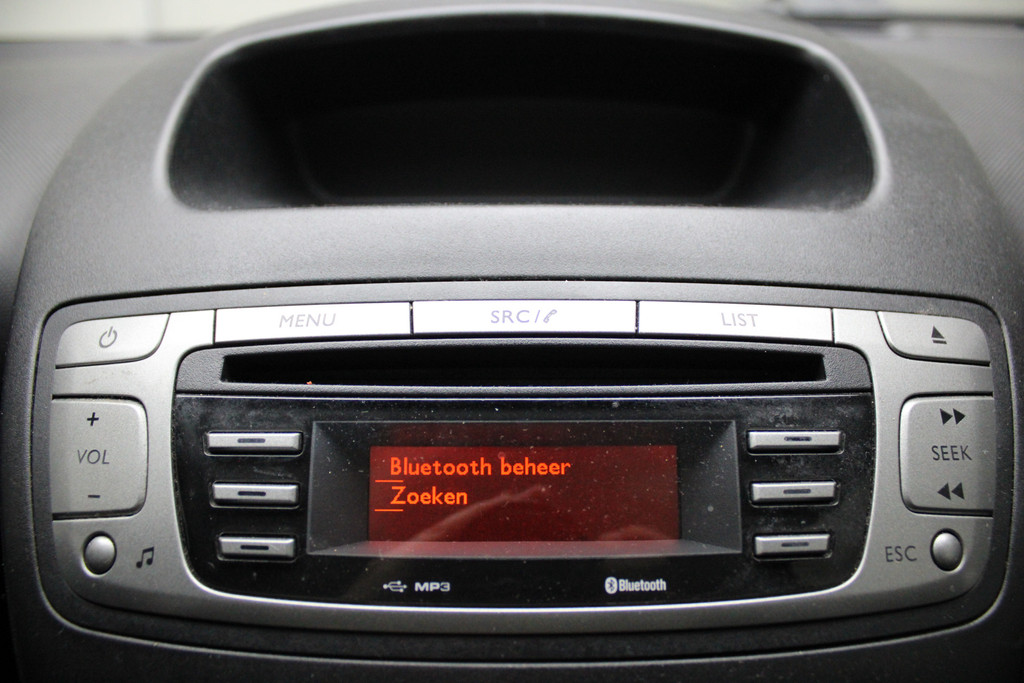 MENU
SRC/
LIST
+
VOL
−
SEEK
Bluetooth beheer
Zoeken
ESC
MP3
Bluetooth